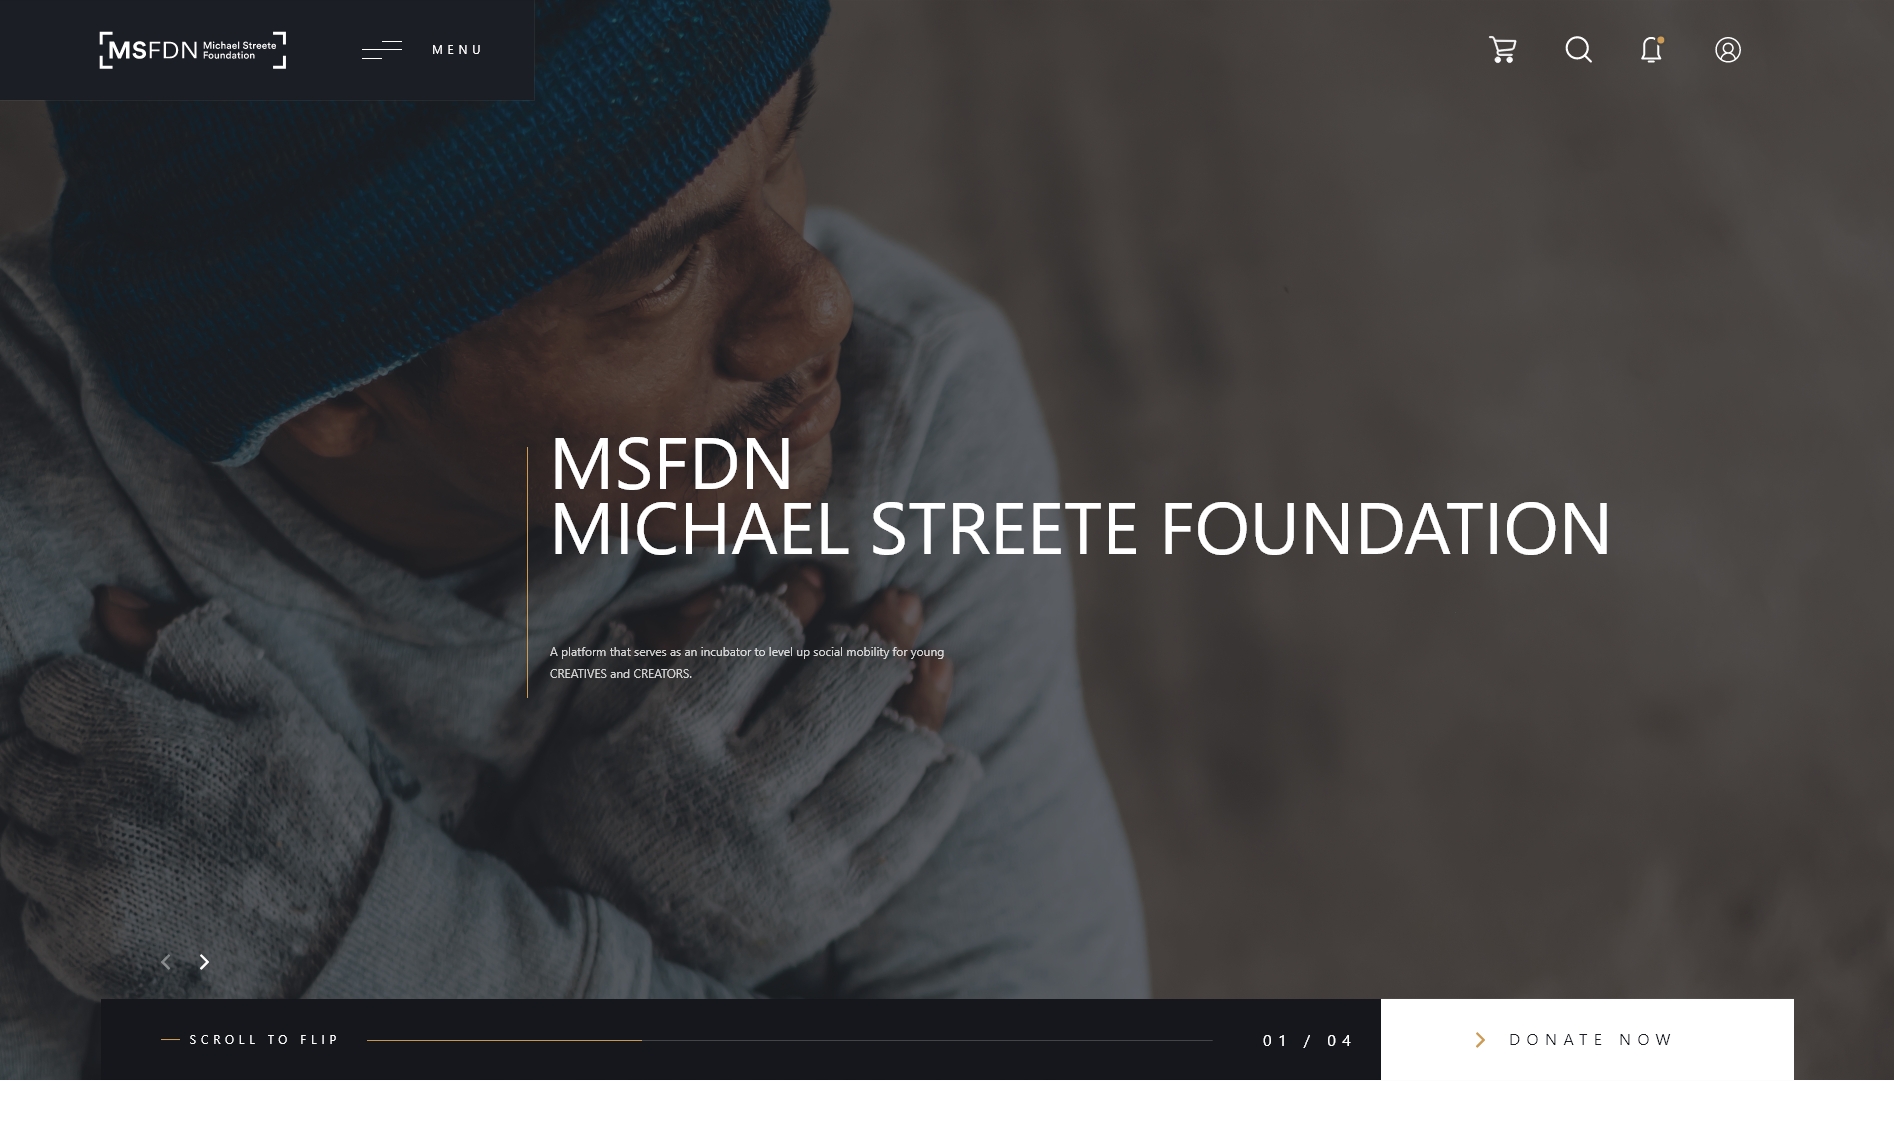 MSFDN Michael Streete
Foundation
MENU
MSFDN
MICHAEL STREETE FOUNDATION
A platform that serves as an incubator to level up social mobility for young
CREATIVES and CREATORS.
SCROLL TO FLIP
01 / 04
DONATE NOW